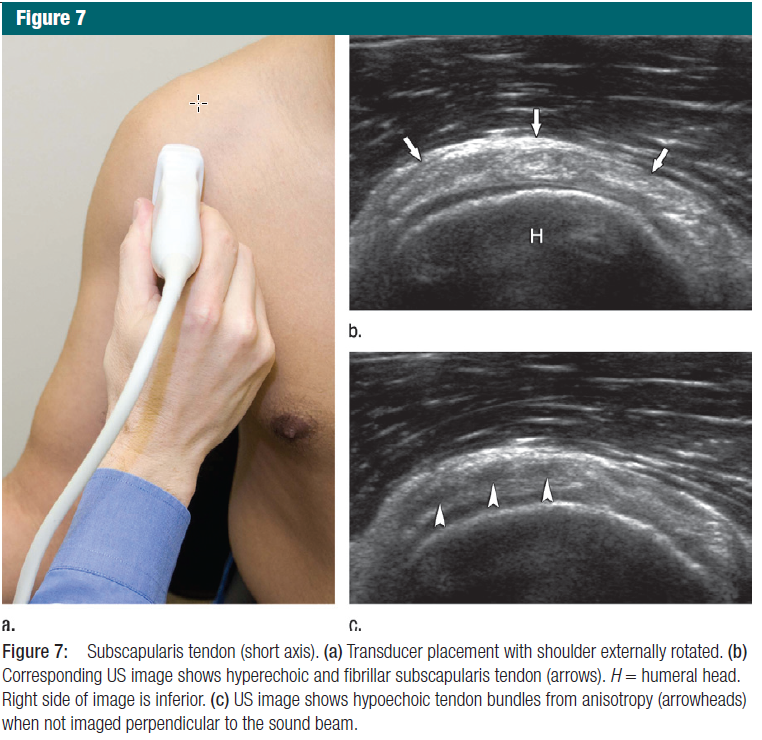 Figure 7
H
b.
a.
c.
Figure 7: Subscapularis tendon (short axis). (a) Transducer placement with shoulder externally rotated. (b)
Corresponding US image shows hyperechoic and fibrillar subscapularis tendon (arrows). H = humeral head.
Right side of image is inferior. (c) US image shows hypoechoic tendon bundles from anisotropy (arrowheads)
when not imaged perpendicular to the sound beam.